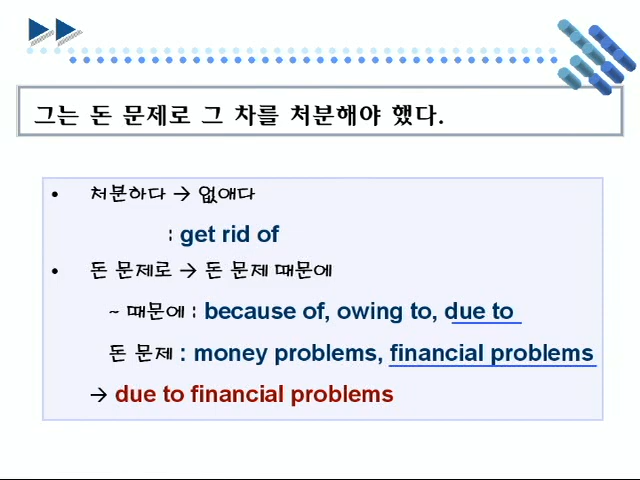 그는 돈 문제로 그 차를 처분해야 했다.
• 처분하다 → 없애다
: get rid of
• 돈 문제로 → 돈 문제 때문에
~ 때문에 : because of, owing to, due to
돈 문제 : money problems, financial problems
→ due to financial problems